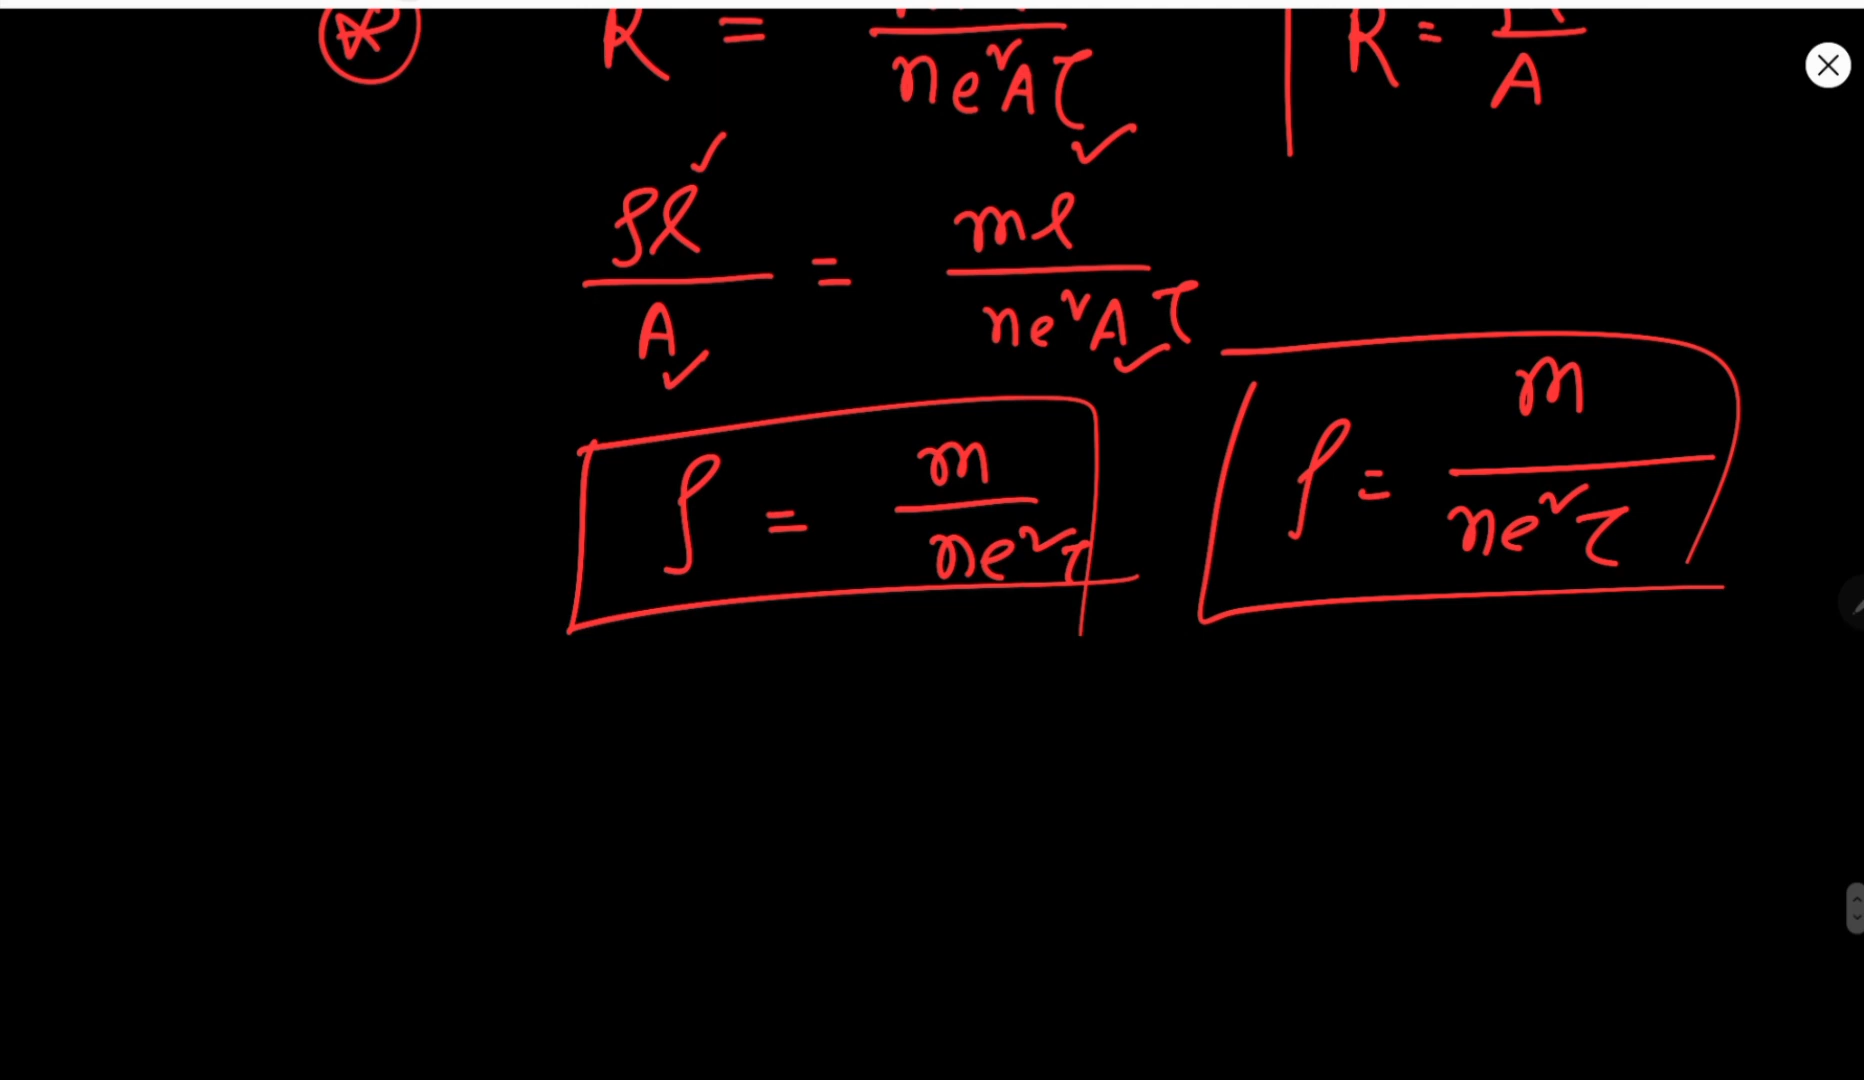 R = / ne²Aτ | R = / A
ρl / A = ml / ne²Aτ
ρ = m / ne²τ
ρ = m / ne²τ